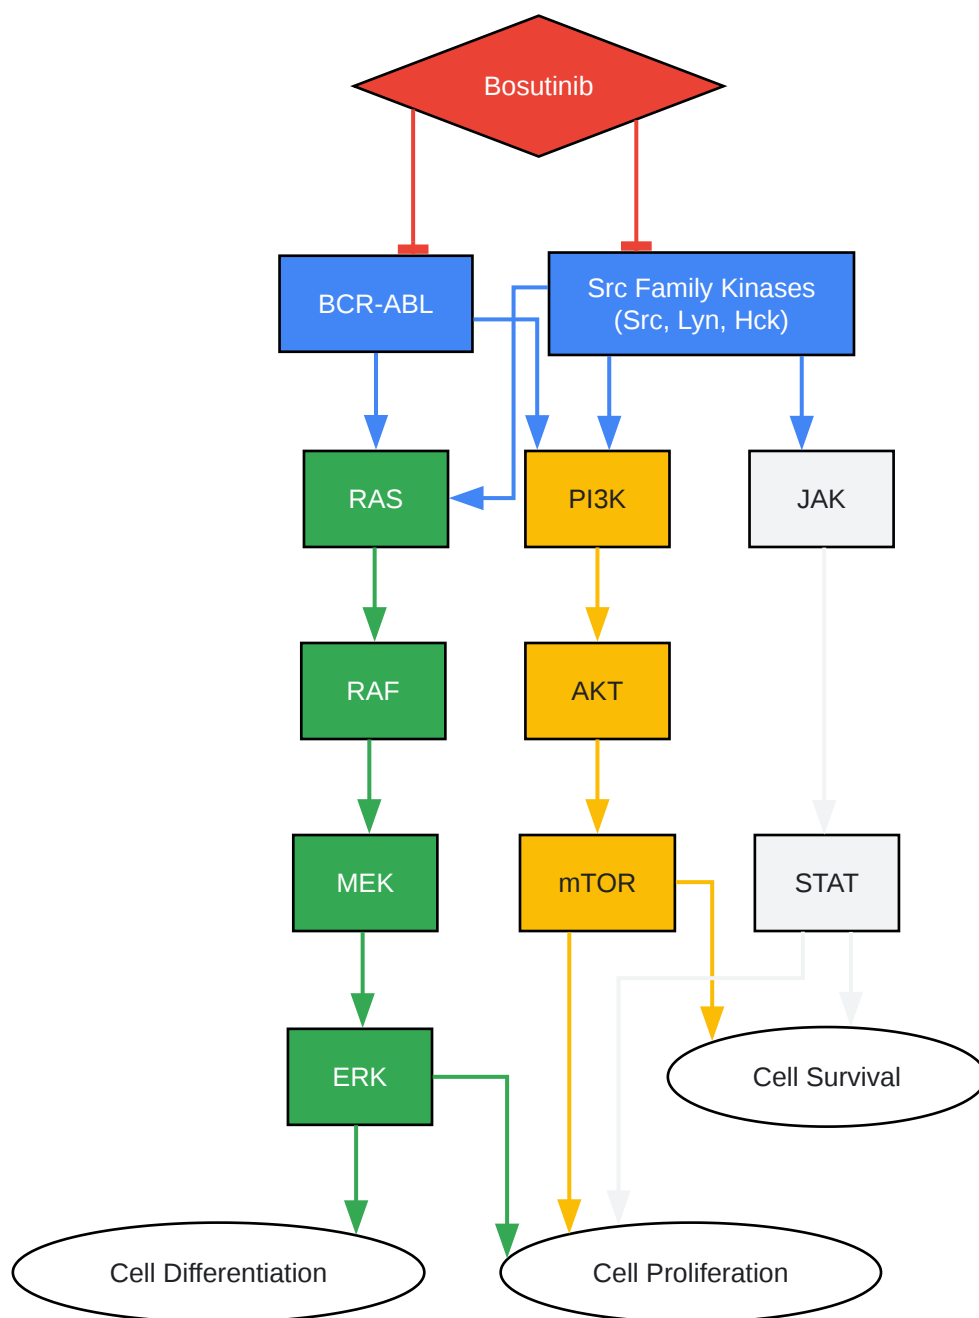 Bosutinib
BCR-ABL
Src Family Kinases
(Src, Lyn, Hck)
RAS
PI3K
JAK
RAF
AKT
MEK
mTOR
STAT
ERK
Cell Survival
Cell Differentiation
Cell Proliferation